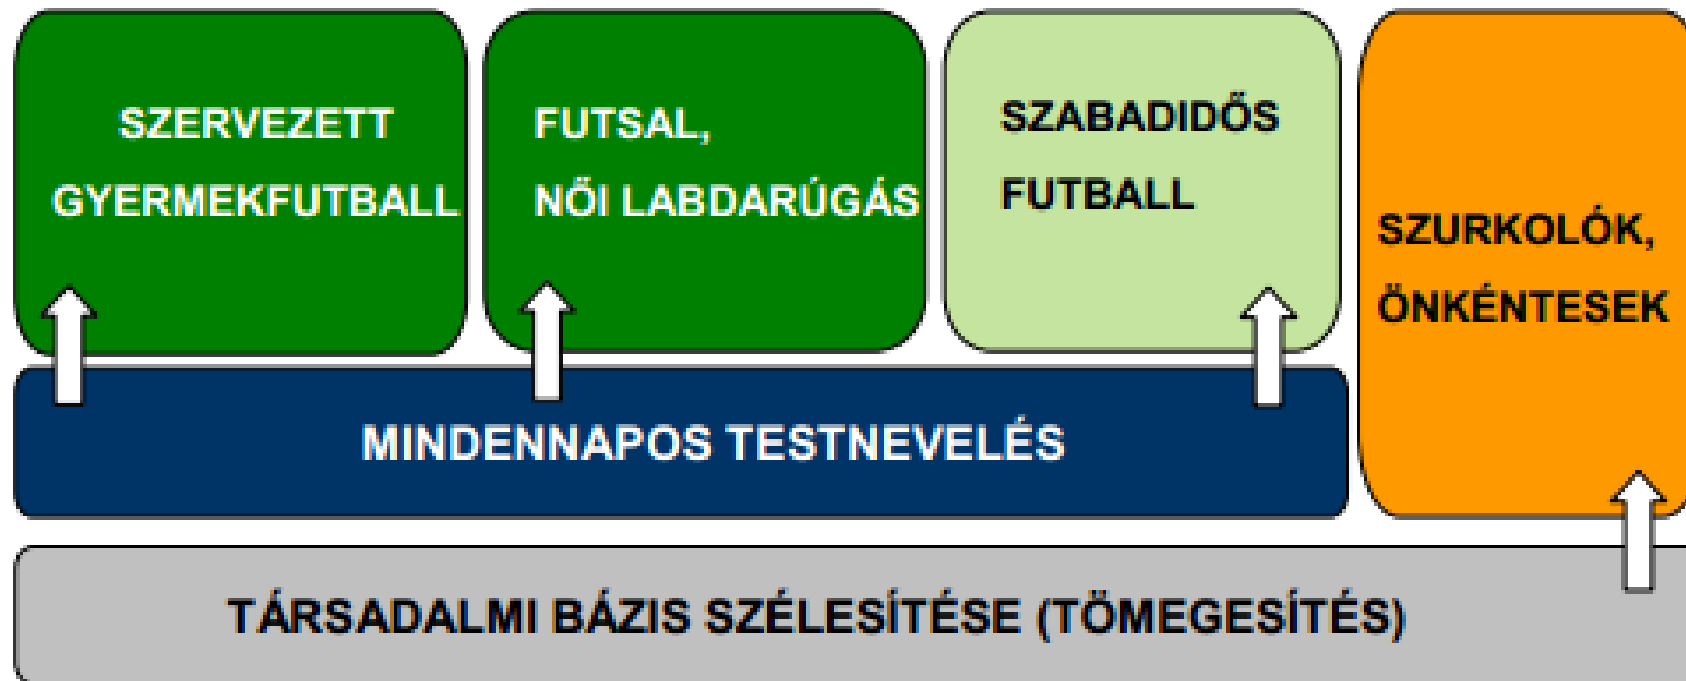 SZERVEZETT
GYERMEKFUTBALL
FUTSAL,
NŐI LABDARÚGÁS
SZABADIDŐS
FUTBALL
SZURKOLÓK,
ÖNKÉNTESEK
MINDENNAPOS TESTNEVELÉS
TÁRSADALMI BÁZIS SZÉLESÍTÉSE (TÖMEGESÍTÉS)